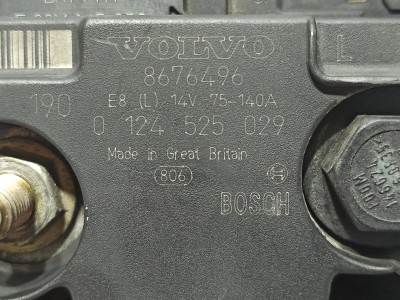 VOLVO
L
8676496
190
E8 (L) 14V 75-140A
0 124 525 029
Made in Great Britain
806
BOSCH